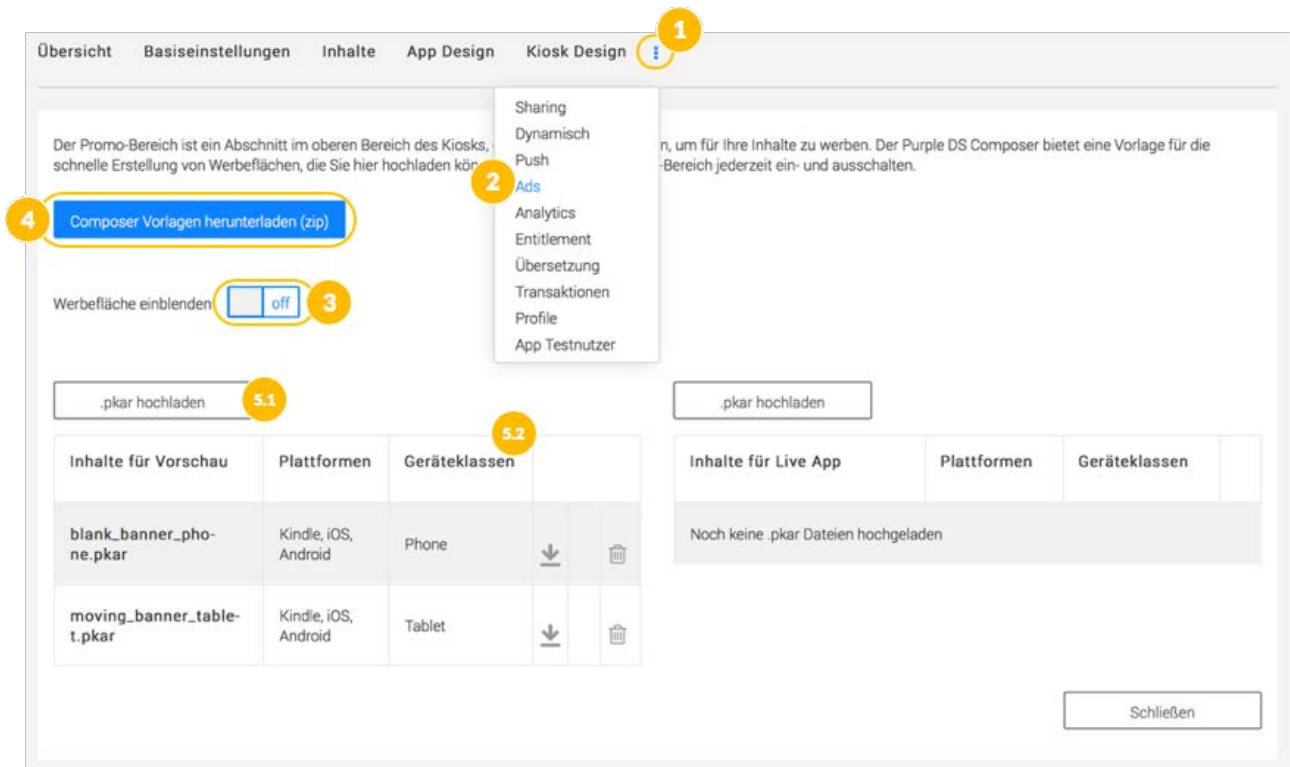 1
Übersicht Basiseinstellungen Inhalte App Design Kiosk Design
Sharing
Dynamisch
Push
2 Ads
Analytics
Entitlement
Übersetzung
Transaktionen
Profile
App Testnutzer
Der Promo-Bereich ist ein Abschnitt im oberen Bereich des Kiosks, n, um für Ihre Inhalte zu werben. Der Purple DS Composer bietet eine Vorlage für die
schnelle Erstellung von Werbeflächen, die Sie hier hochladen kön -Bereich jederzeit ein- und ausschalten.
4 Composer Vorlagen herunterladen (zip)
Werbefläche einblenden off 3
.pkar hochladen 5.1
5.2
Inhalte für Vorschau Plattformen Geräteklassen
blank_banner_pho-
ne.pkar Kindle, iOS,
Android Phone
moving_banner_table-
t.pkar Kindle, iOS,
Android Tablet
.pkar hochladen
Inhalte für Live App Plattformen Geräteklassen
Noch keine .pkar Dateien hochgeladen
Schließen